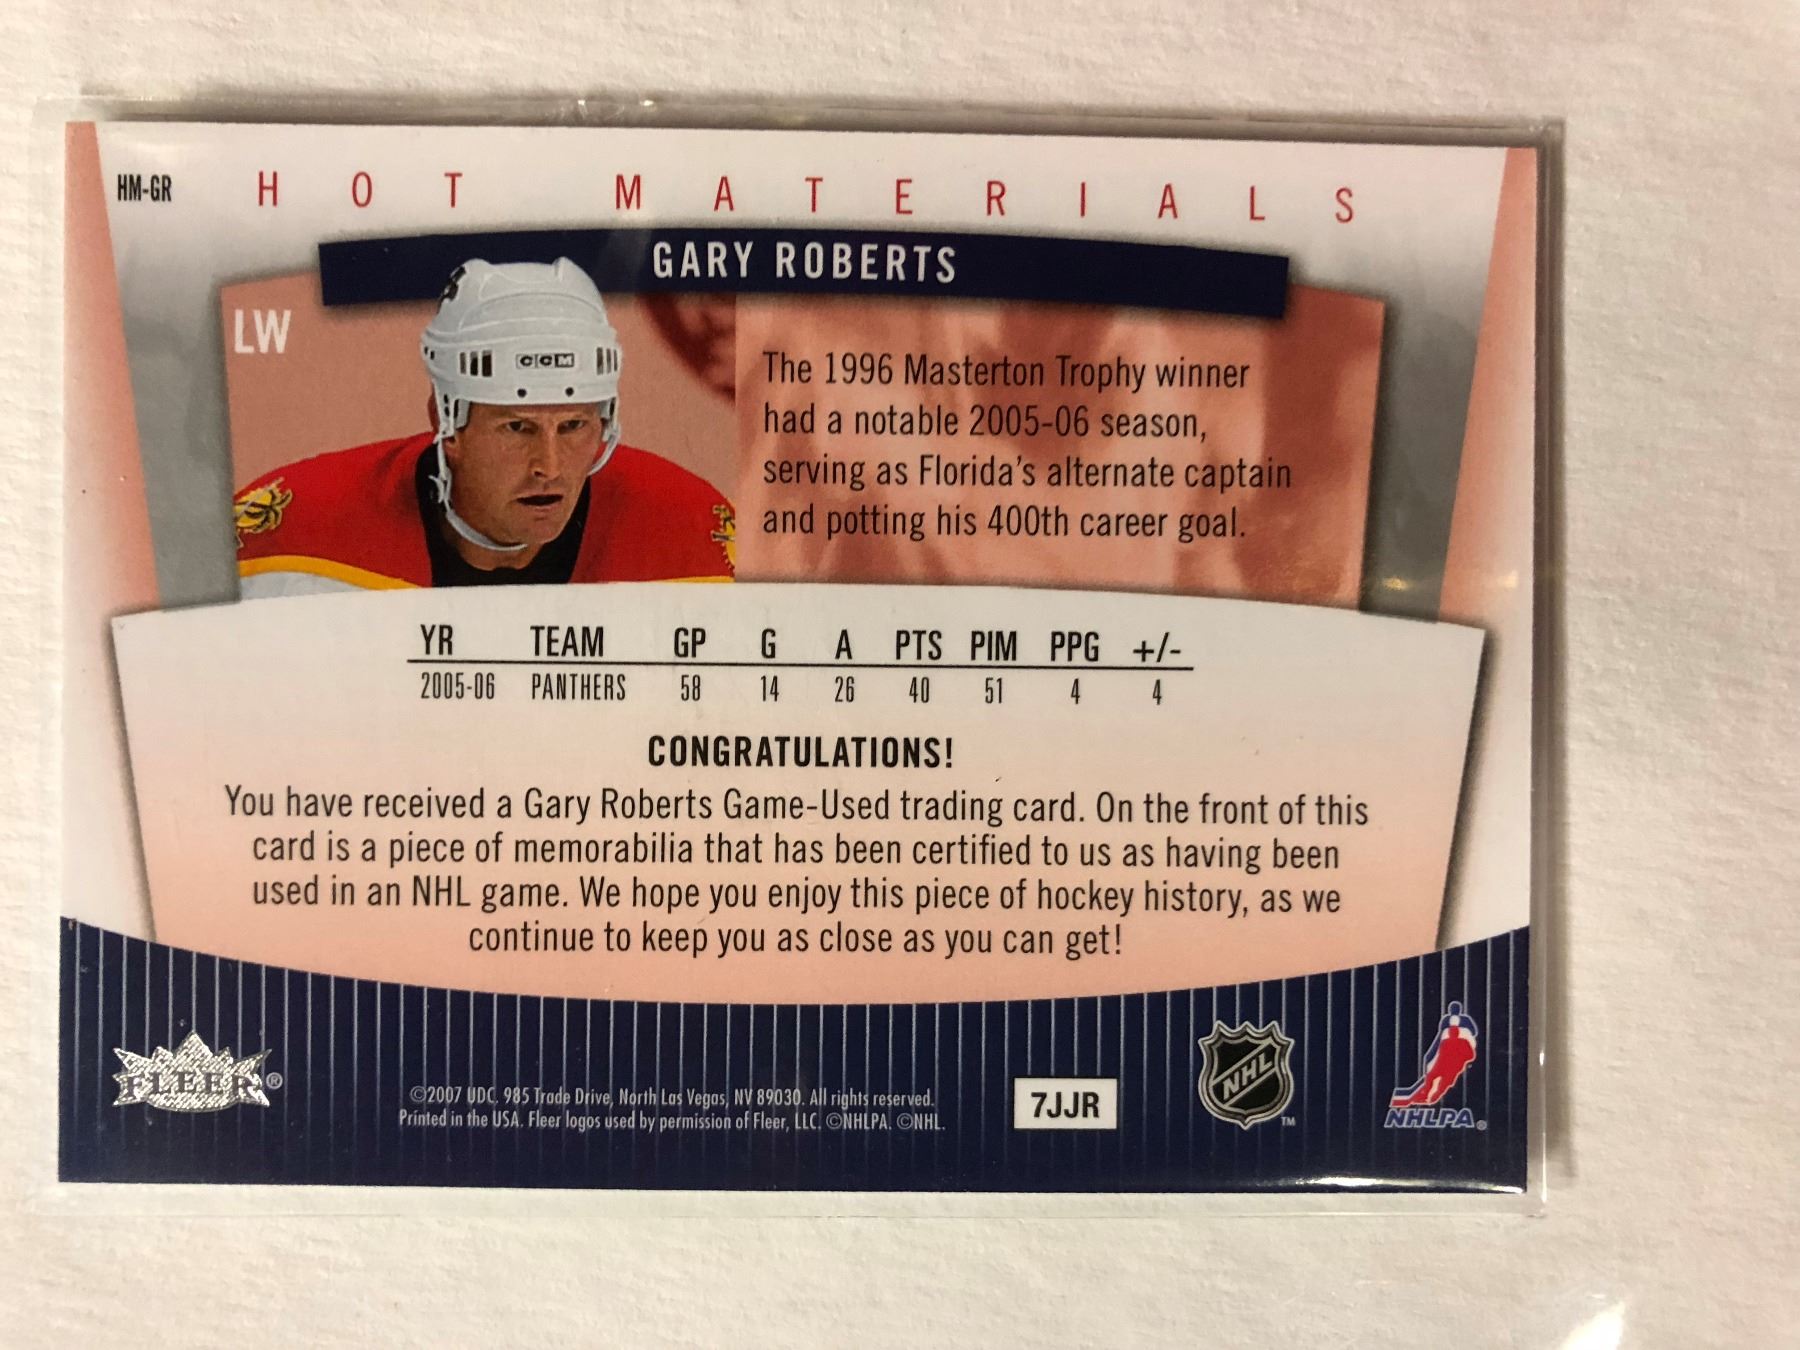 HM-GR HOT MATERIALS
GARY ROBERTS
LW
CCM
The 1996 Masterton Trophy winner
had a notable 2005-06 season,
serving as Florida's alternate captain
and potting his 400th career goal.
YR TEAM GP G A PTS PIM PPG +/-
2005-06 PANTHERS 58 14 26 40 51 4 4
CONGRATULATIONS!
You have received a Gary Roberts Game-Used trading card. On the front of this
card is a piece of memorabilia that has been certified to us as having been
used in an NHL game. We hope you enjoy this piece of hockey history, as we
continue to keep you as close as you can get!
FLEER®
©2007 UDC. 985 Trade Drive, North Las Vegas, NV 89030. All rights reserved.
Printed in the USA. Fleer logos used by permission of Fleer, LLC. ©NHLPA. ©NHL.
7JJR
NHL™
NHLPA®